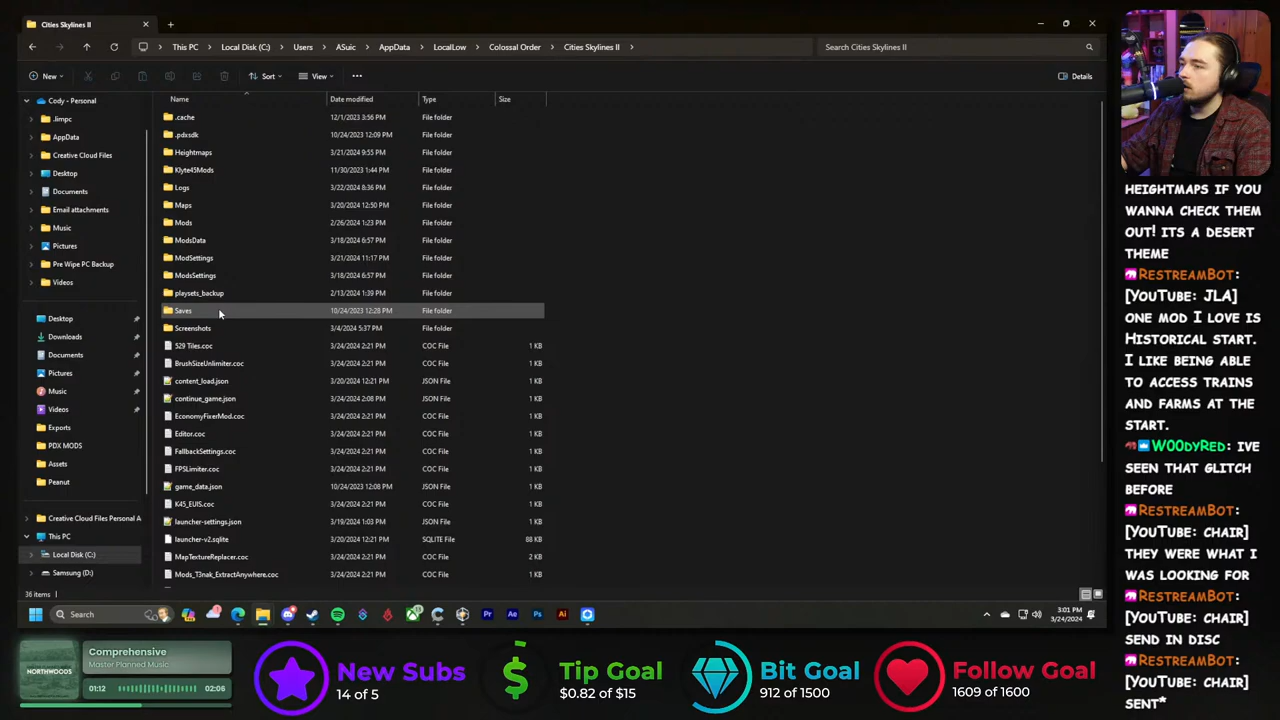 Cities Skylines II
This PC > Local Disk (C:) > Users > ASuic > AppData > LocalLow > Colossal Order > Cities Skylines II >
Search Cities Skylines II
New
Sort
View
Details
Name
Date modified
Type
Size
Cody - Personal
.limpc
AppData
Creative Cloud Files
Desktop
Documents
Email attachments
Music
Pictures
Pre Wipe PC Backup
Videos
Desktop
Downloads
Documents
Pictures
Music
Videos
Exports
PDX MODS
Assets
Peanut
Creative Cloud Files Personal A
This PC
Local Disk (C:)
Samsung (D:)
.cache 12/1/2023 3:56 PM File folder
.pdxsdk 10/24/2023 12:09 PM File folder
Heightmaps 3/21/2024 9:55 PM File folder
Klyte45Mods 11/30/2023 1:44 PM File folder
Logs 3/22/2024 8:36 PM File folder
Maps 3/20/2024 12:50 PM File folder
Mods 2/26/2024 1:23 PM File folder
ModsData 3/18/2024 6:57 PM File folder
ModSettings 3/21/2024 11:17 PM File folder
ModsSettings 3/18/2024 6:57 PM File folder
playsets_backup 2/13/2024 1:39 PM File folder
Saves 10/24/2023 12:28 PM File folder
Screenshots 3/4/2024 5:37 PM File folder
529 Tiles.coc 3/24/2024 2:21 PM COC File 1 KB
BrushSizeUnlimiter.coc 3/24/2024 2:21 PM COC File 1 KB
content_load.json 3/20/2024 12:21 PM JSON File 1 KB
continue_game.json 3/24/2024 2:08 PM JSON File 1 KB
EconomyFixerMod.coc 3/24/2024 2:21 PM COC File 1 KB
Editor.coc 3/24/2024 2:21 PM COC File 1 KB
FallbackSettings.coc 3/24/2024 2:21 PM COC File 1 KB
FPSLimiter.coc 3/24/2024 2:21 PM COC File 1 KB
game_data.json 10/24/2023 12:08 PM JSON File 1 KB
K45_EUIS.coc 3/24/2024 2:21 PM COC File 1 KB
launcher-settings.json 3/19/2024 1:03 PM JSON File 1 KB
launcher-v2.sqlite 3/20/2024 12:21 PM SQLITE File 88 KB
MapTextureReplacer.coc 3/24/2024 2:21 PM COC File 2 KB
Mods_T3nak_ExtractAnywhere.coc 3/24/2024 2:21 PM COC File 1 KB
36 items
Search
3:01 PM
3/24/2024
HEIGHTMAPS IF YOU
WANNA CHECK THEM
OUT! ITS A DESERT
THEME
RESTREAMBOT:
[YOUTUBE: JLA]
ONE MOD I LOVE IS
HISTORICAL START.
I LIKE BEING ABLE
TO ACCESS TRAINS
AND FARMS AT THE
START.
W00DYRED: IVE
SEEN THAT GLITCH
BEFORE
RESTREAMBOT:
[YOUTUBE: CHAIR]
THEY WERE WHAT I
WAS LOOKING FOR
RESTREAMBOT:
[YOUTUBE: CHAIR]
SEND IN DISC
RESTREAMBOT:
[YOUTUBE: CHAIR]
SENT*
NORTHWOODS
Comprehensive
Master Planned Music
01:12
02:06
New Subs
14 of 5
Tip Goal
$0.82 of $15
Bit Goal
912 of 1500
Follow Goal
1609 of 1600